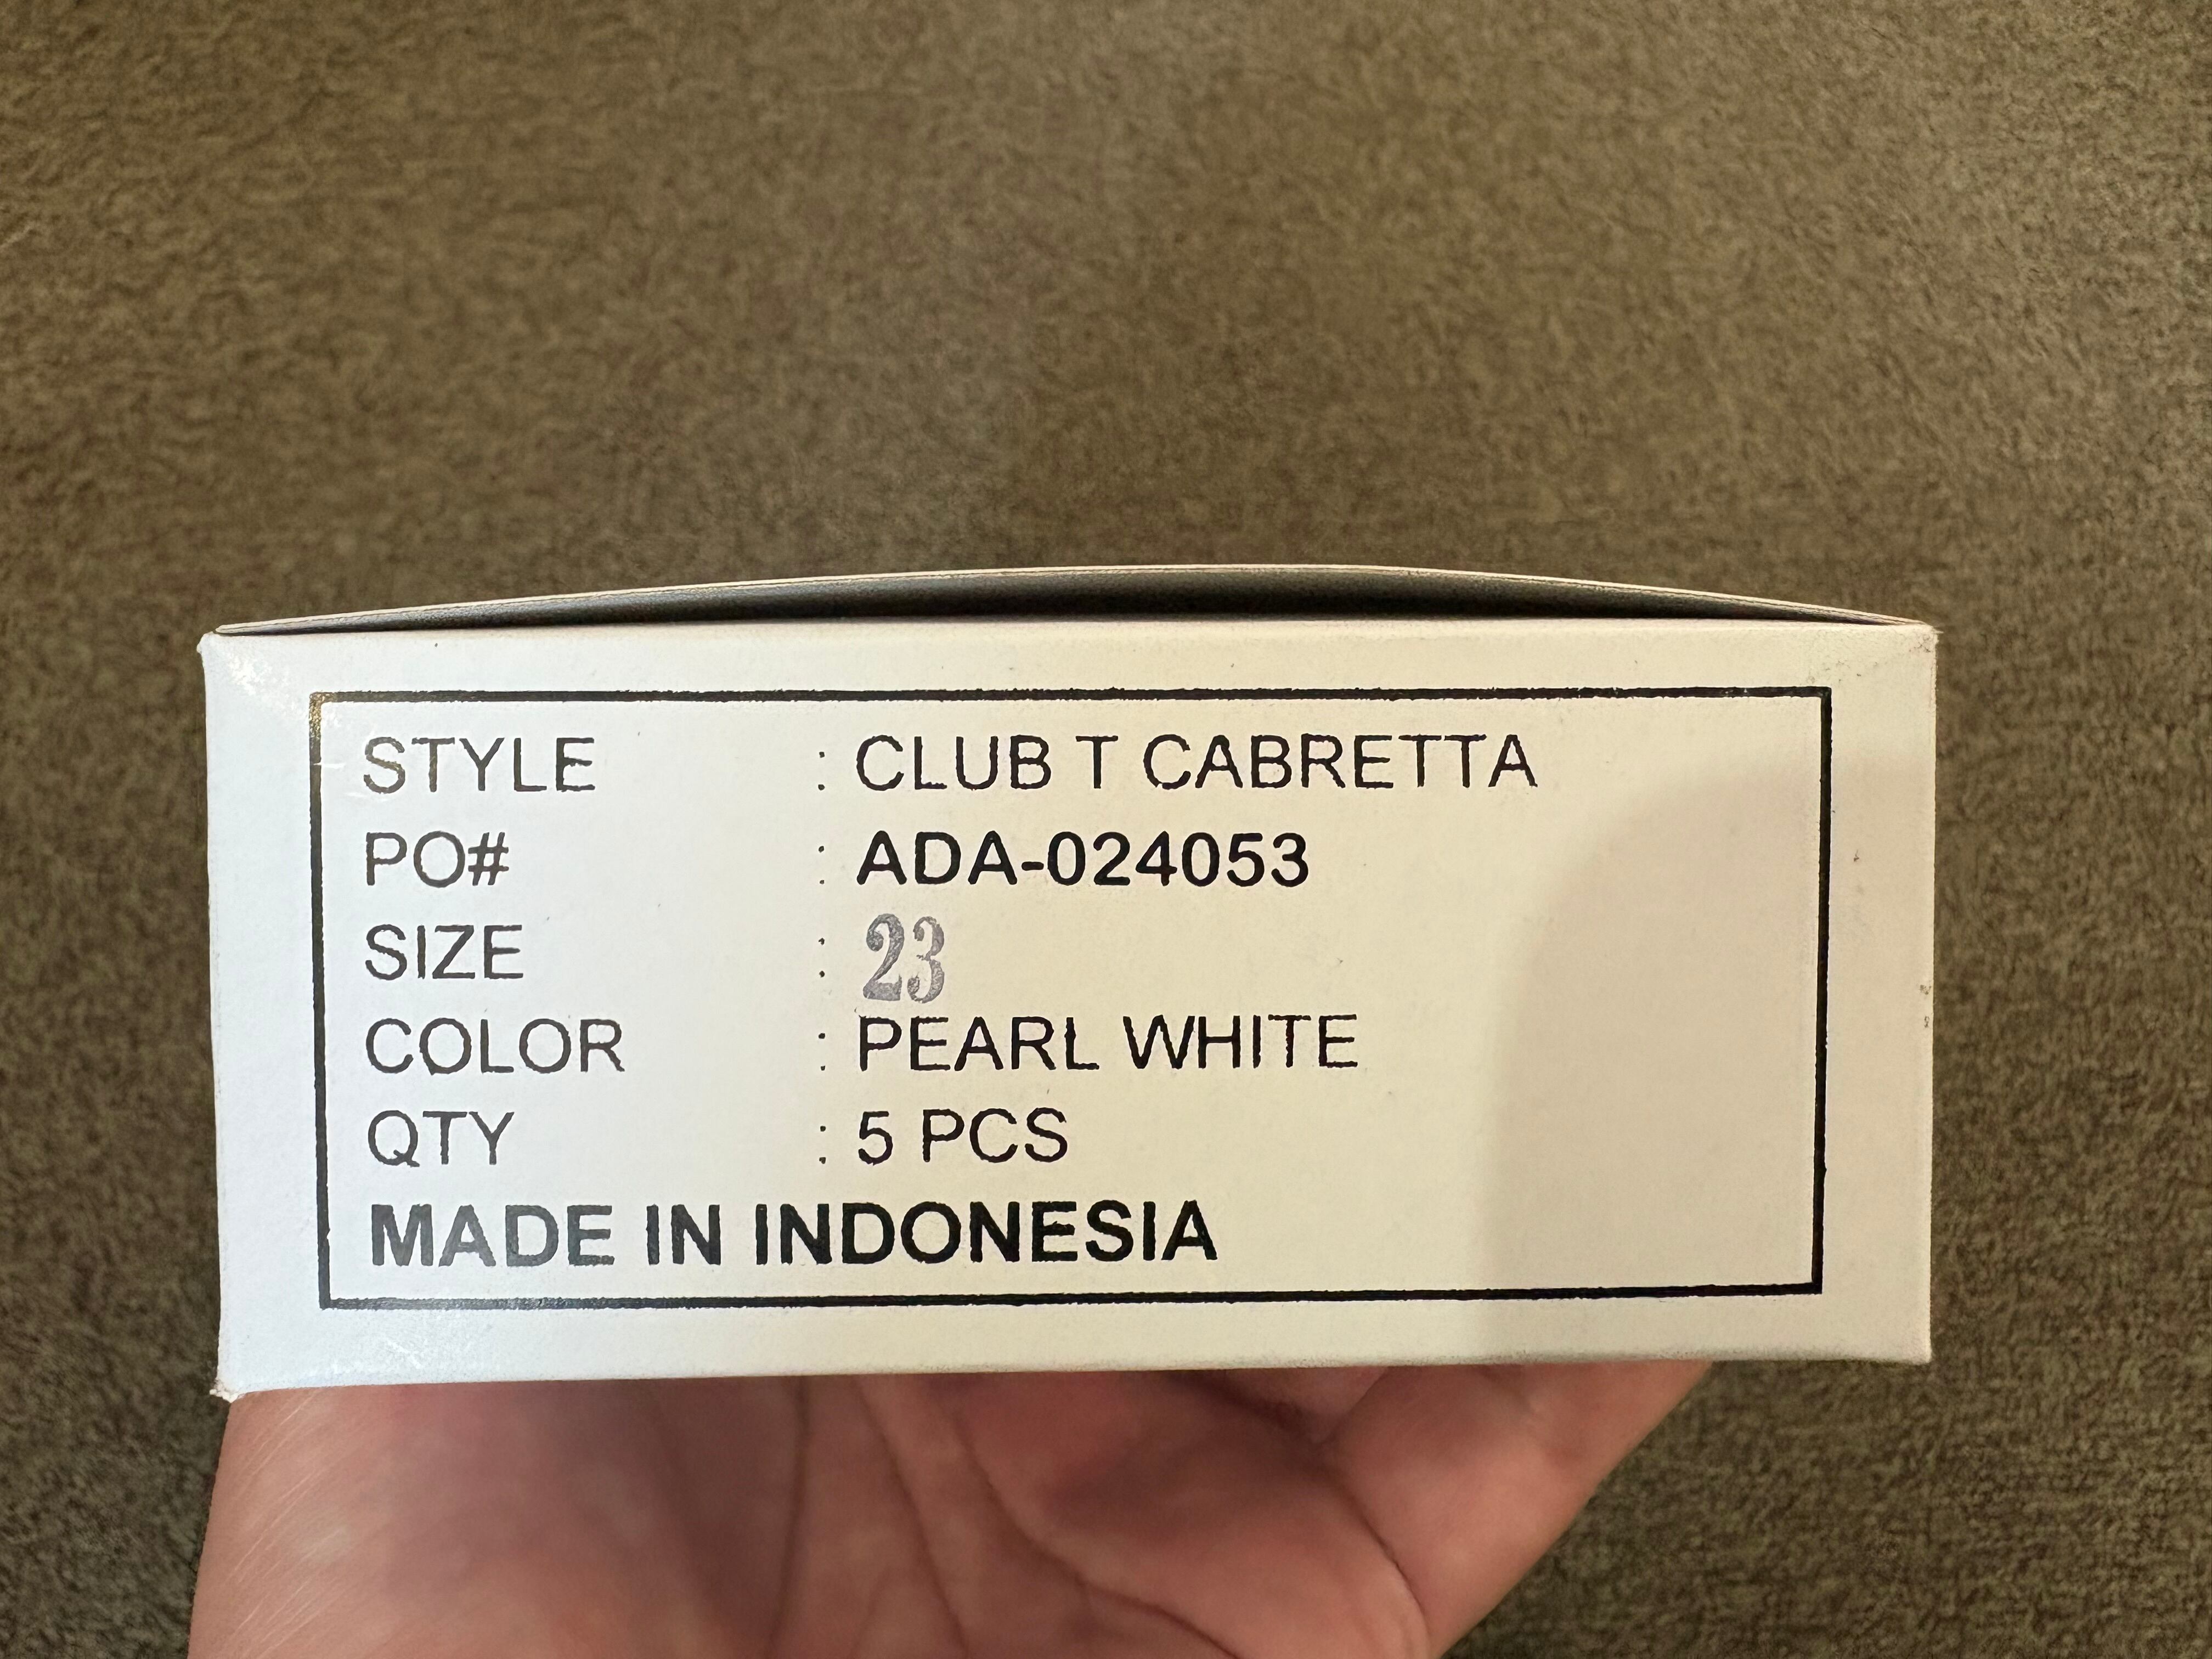 STYLE : CLUB T CABRETTA
PO# : ADA-024053
SIZE : 23
COLOR : PEARL WHITE
QTY : 5 PCS
MADE IN INDONESIA